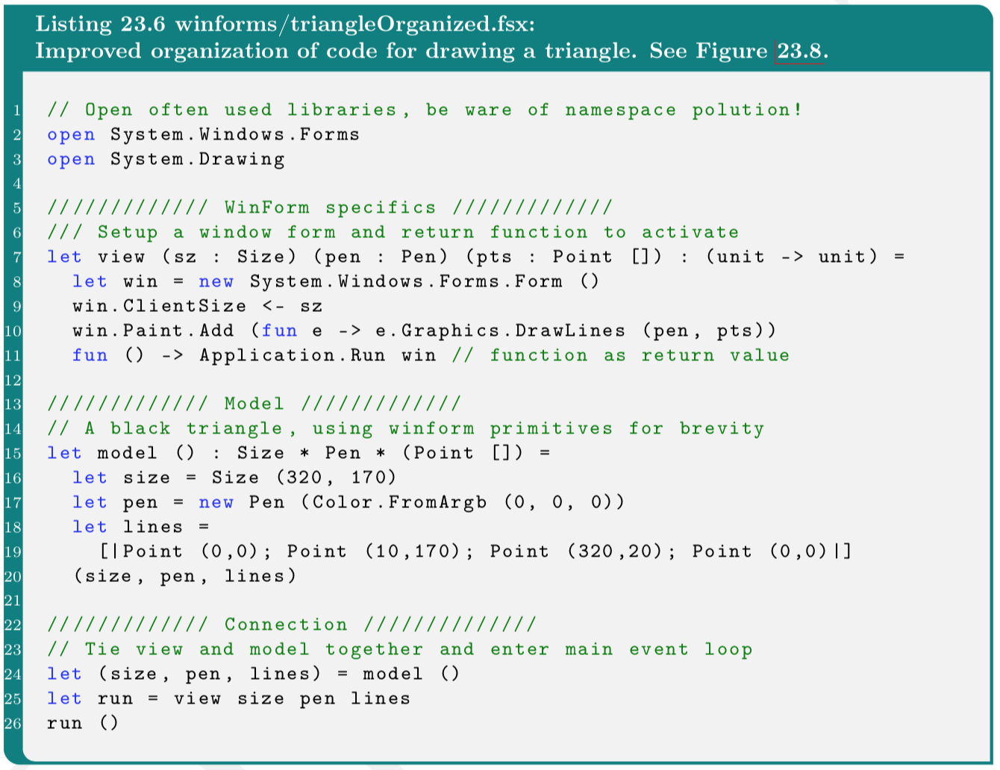 Listing 23.6 winforms/triangleOrganized.fsx:
Improved organization of code for drawing a triangle. See Figure 23.8.
1 // Open often used libraries, be ware of namespace polution!
2 open System.Windows.Forms
3 open System.Drawing
4
5 ///////////// WinForm specifics /////////////
6 /// Setup a window form and return function to activate
7 let view (sz : Size) (pen : Pen) (pts : Point []) : (unit -> unit) =
8   let win = new System.Windows.Forms.Form ()
9   win.ClientSize <- sz
10   win.Paint.Add (fun e -> e.Graphics.DrawLines (pen, pts))
11   fun () -> Application.Run win // function as return value
12
13 ///////////// Model /////////////
14 // A black triangle, using winform primitives for brevity
15 let model () : Size * Pen * (Point []) =
16   let size = Size (320, 170)
17   let pen = new Pen (Color.FromArgb (0, 0, 0))
18   let lines =
19     [|Point (0,0); Point (10,170); Point (320,20); Point (0,0)|]
20   (size, pen, lines)
21
22 ///////////// Connection //////////////
23 // Tie view and model together and enter main event loop
24 let (size, pen, lines) = model ()
25 let run = view size pen lines
26 run ()